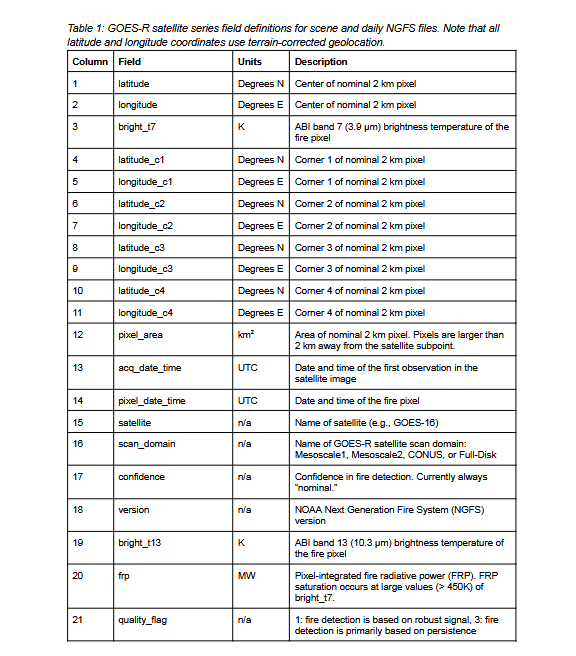 Table 1: GOES-R satellite series field definitions for scene and daily NGFS files. Note that all
latitude and longitude coordinates use terrain-corrected geolocation.
Column Field Units Description
1 latitude Degrees N Center of nominal 2 km pixel
2 longitude Degrees E Center of nominal 2 km pixel
3 bright_t7 K ABI band 7 (3.9 µm) brightness temperature of the
fire pixel
4 latitude_c1 Degrees N Corner 1 of nominal 2 km pixel
5 longitude_c1 Degrees E Corner 1 of nominal 2 km pixel
6 latitude_c2 Degrees N Corner 2 of nominal 2 km pixel
7 longitude_c2 Degrees E Corner 2 of nominal 2 km pixel
8 latitude_c3 Degrees N Corner 3 of nominal 2 km pixel
9 longitude_c3 Degrees E Corner 3 of nominal 2 km pixel
10 latitude_c4 Degrees N Corner 4 of nominal 2 km pixel
11 longitude_c4 Degrees E Corner 4 of nominal 2 km pixel
12 pixel_area km² Area of nominal 2 km pixel. Pixels are larger than
2 km away from the satellite subpoint.
13 acq_date_time UTC Date and time of the first observation in the
satellite image
14 pixel_date_time UTC Date and time of the fire pixel
15 satellite n/a Name of satellite (e.g., GOES-16)
16 scan_domain n/a Name of GOES-R satellite scan domain:
Mesoscale1, Mesoscale2, CONUS, or Full-Disk
17 confidence n/a Confidence in fire detection. Currently always
“nominal.”
18 version n/a NOAA Next Generation Fire System (NGFS)
version
19 bright_t13 K ABI band 13 (10.3 µm) brightness temperature of
the fire pixel
20 frp MW Pixel-integrated fire radiative power (FRP). FRP
saturation occurs at large values (> 450K) of
bright_t7.
21 quality_flag n/a 1: fire detection is based on robust signal, 3: fire
detection is primarily based on persistence